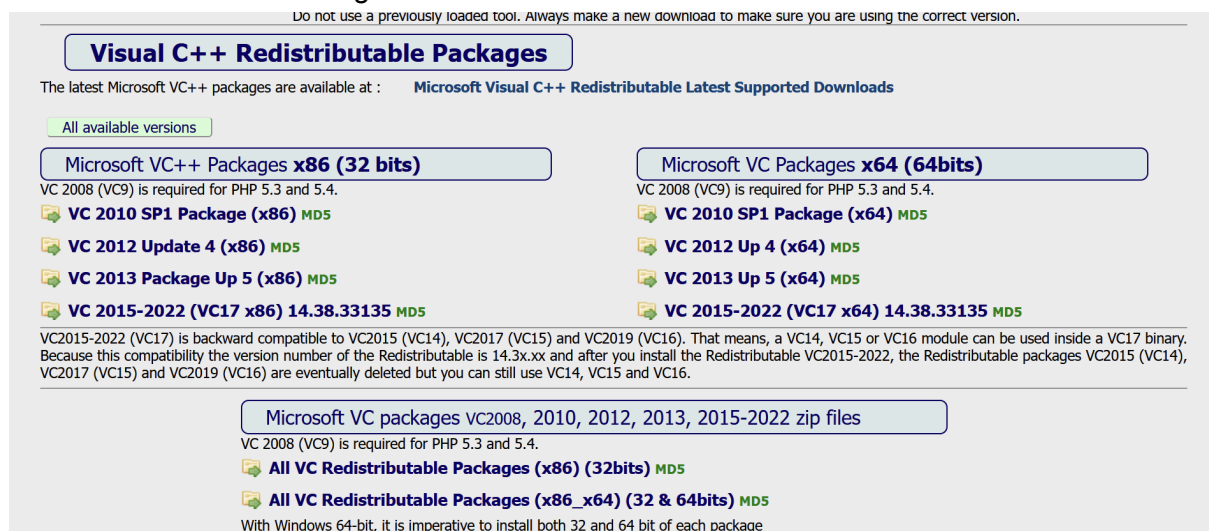 Do not use a previously loaded tool. Always make a new download to make sure you are using the correct version.
Visual C++ Redistributable Packages
The latest Microsoft VC++ packages are available at : Microsoft Visual C++ Redistributable Latest Supported Downloads
All available versions
Microsoft VC++ Packages x86 (32 bits)
VC 2008 (VC9) is required for PHP 5.3 and 5.4.
VC 2010 SP1 Package (x86) MD5
VC 2012 Update 4 (x86) MD5
VC 2013 Package Up 5 (x86) MD5
VC 2015-2022 (VC17 x86) 14.38.33135 MD5
Microsoft VC Packages x64 (64bits)
VC 2008 (VC9) is required for PHP 5.3 and 5.4.
VC 2010 SP1 Package (x64) MD5
VC 2012 Up 4 (x64) MD5
VC 2013 Up 5 (x64) MD5
VC 2015-2022 (VC17 x64) 14.38.33135 MD5
VC2015-2022 (VC17) is backward compatible to VC2015 (VC14), VC2017 (VC15) and VC2019 (VC16). That means, a VC14, VC15 or VC16 module can be used inside a VC17 binary.
Because this compatibility the version number of the Redistributable is 14.3x.xx and after you install the Redistributable VC2015-2022, the Redistributable packages VC2015 (VC14),
VC2017 (VC15) and VC2019 (VC16) are eventually deleted but you can still use VC14, VC15 and VC16.
Microsoft VC packages VC2008, 2010, 2012, 2013, 2015-2022 zip files
VC 2008 (VC9) is required for PHP 5.3 and 5.4.
All VC Redistributable Packages (x86) (32bits) MD5
All VC Redistributable Packages (x86_x64) (32 & 64bits) MD5
With Windows 64-bit, it is imperative to install both 32 and 64 bit of each package